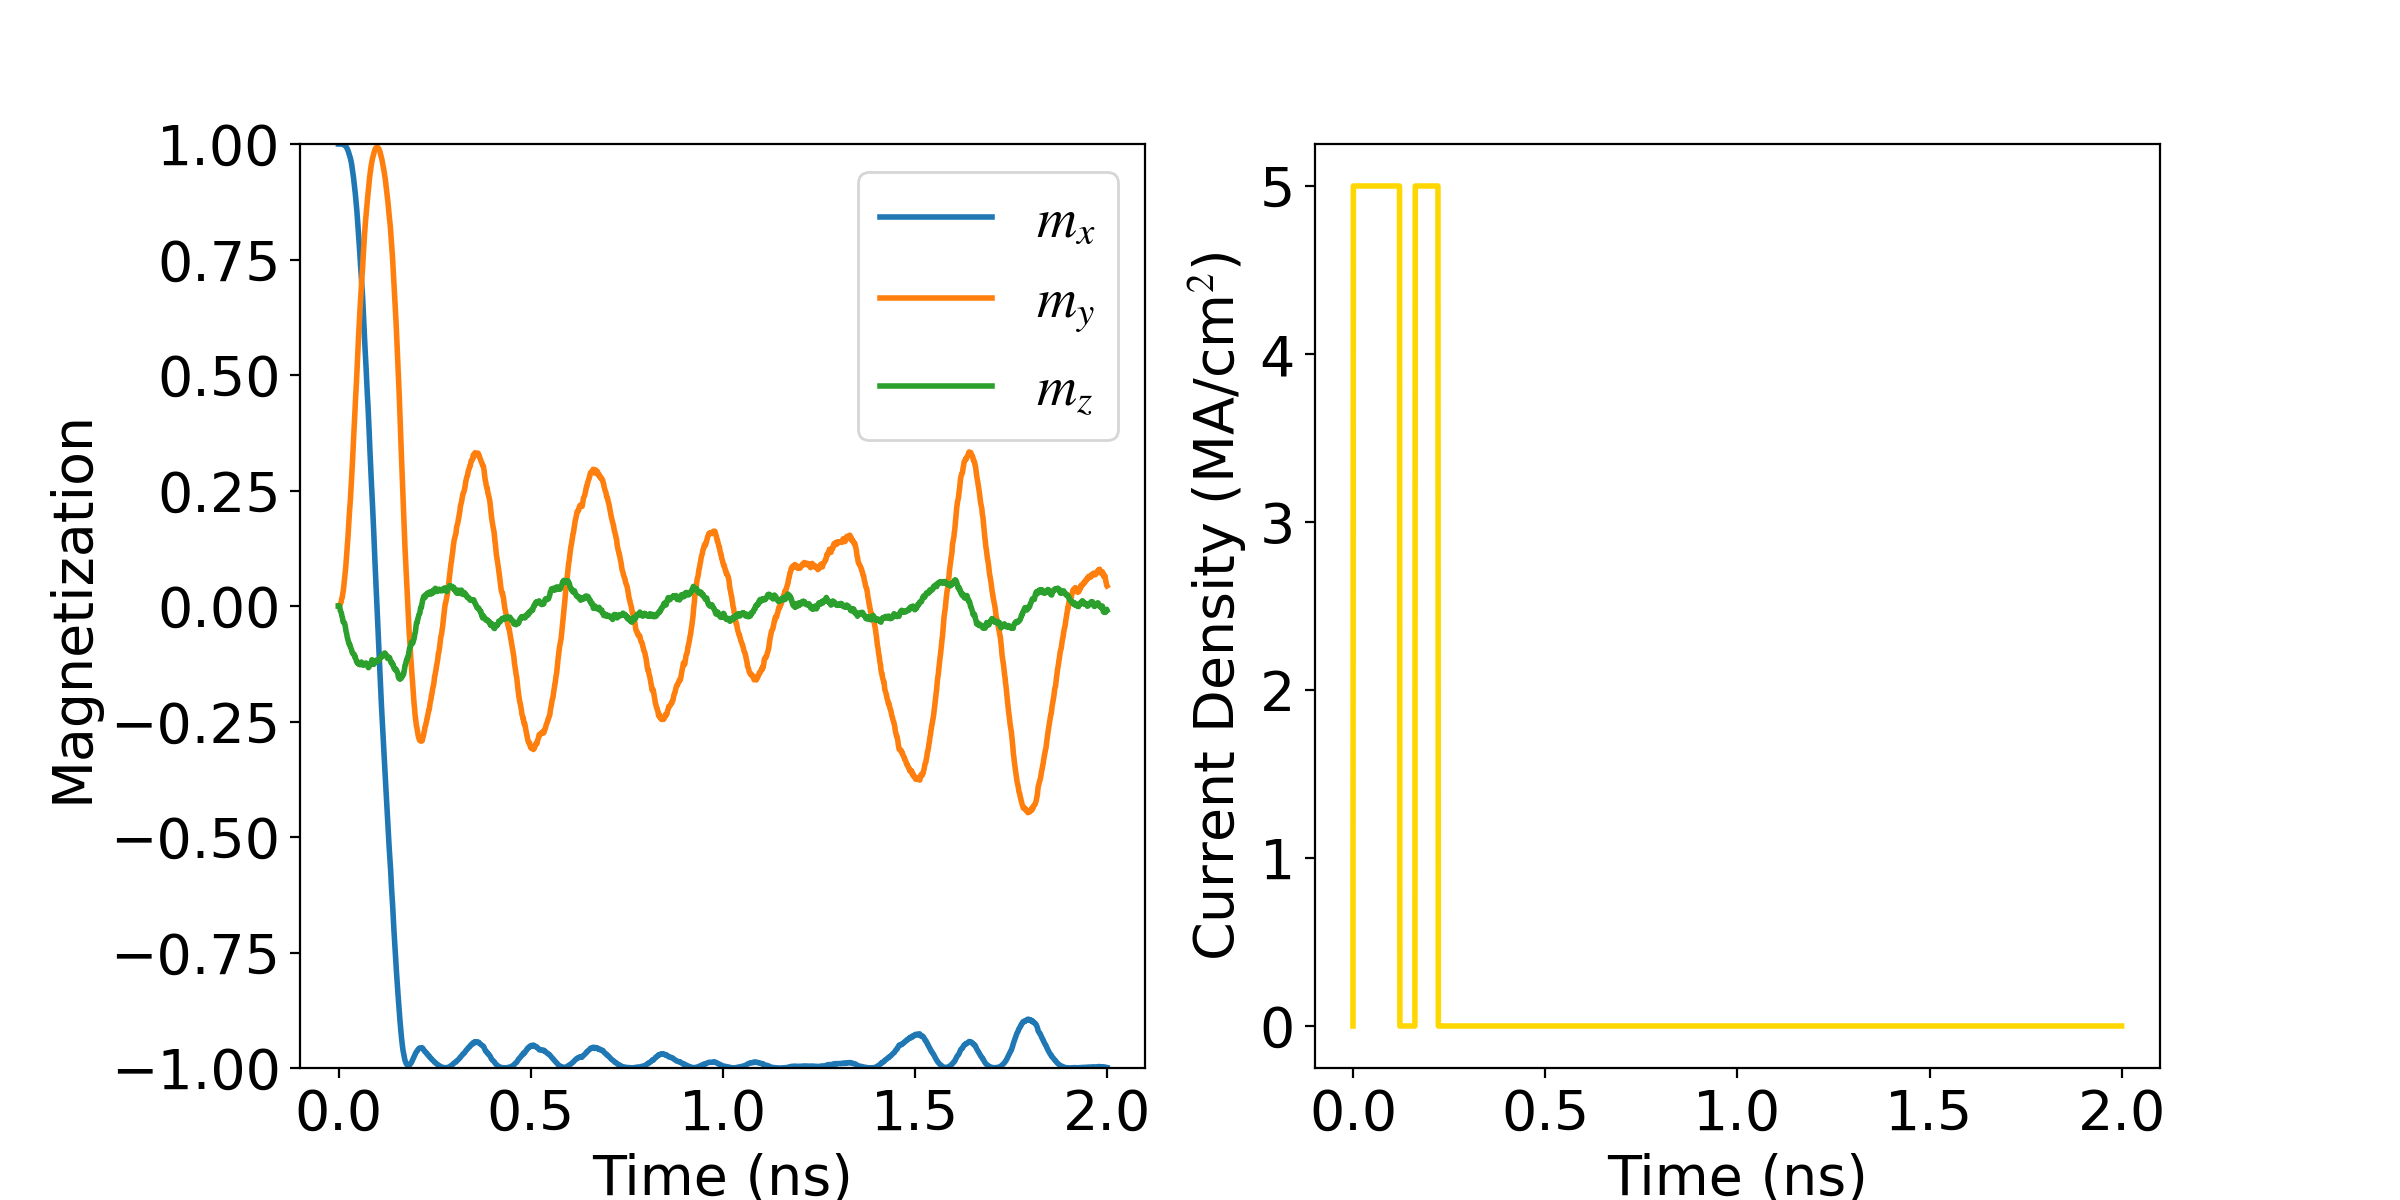 1.00
0.75
0.50
0.25
0.00
−0.25
−0.50
−0.75
−1.00
Magnetization
0.0 0.5 1.0 1.5 2.0
Time (ns)
m_x
m_y
m_z
5
4
3
2
1
0
Current Density (MA/cm²)
0.0 0.5 1.0 1.5 2.0
Time (ns)